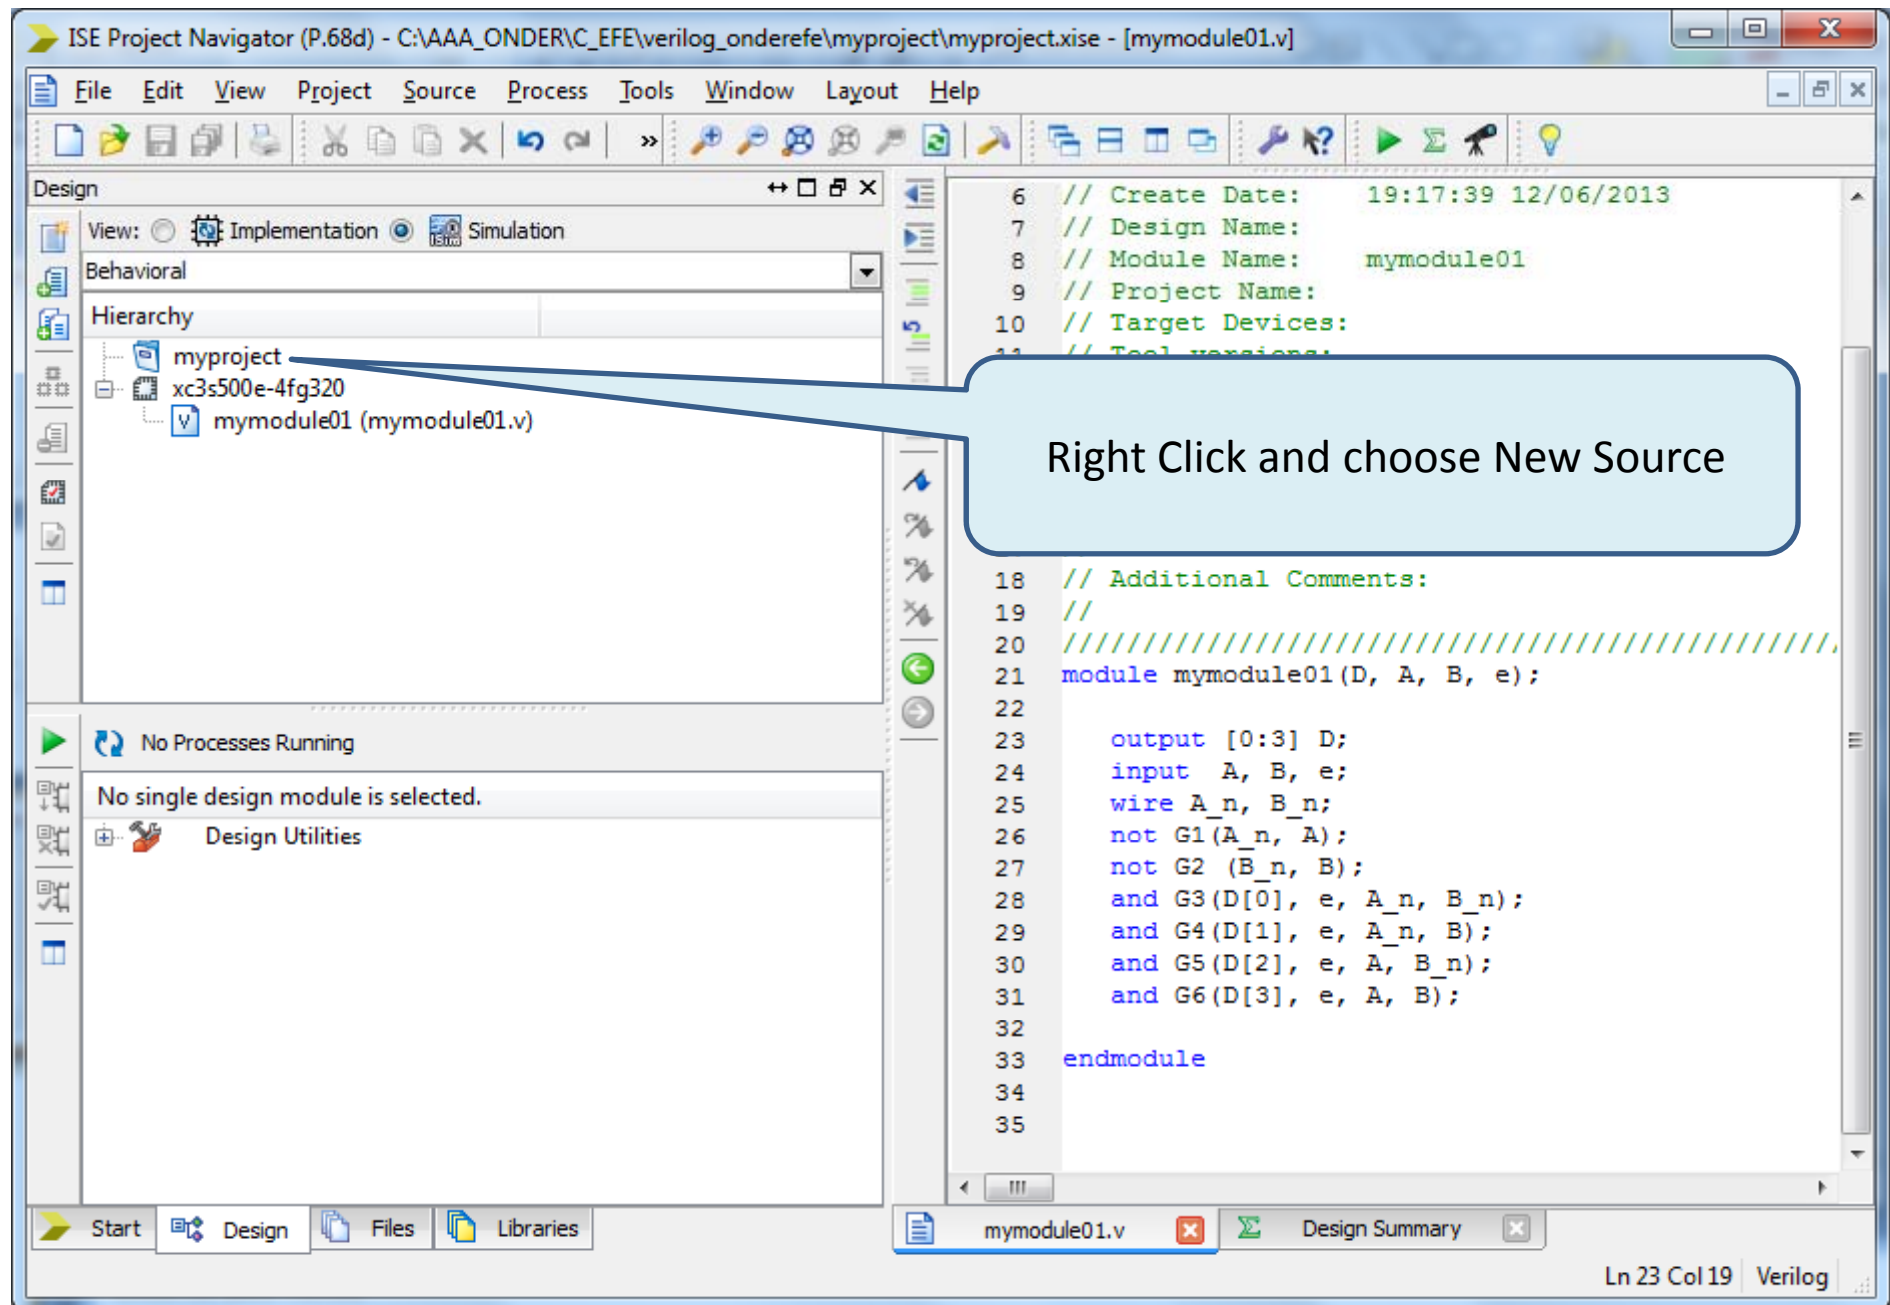 ISE Project Navigator (P.68d) - C:\AAA_ONDER\C_EFE\verilog_onderefe\myproject\myproject.xise - [mymodule01.v]
File Edit View Project Source Process Tools Window Layout Help
Design
View: Implementation Simulation
Behavioral
Hierarchy
myproject
xc3s500e-4fg320
mymodule01 (mymodule01.v)
No Processes Running
No single design module is selected.
Design Utilities
Start Design Files Libraries
6 // Create Date: 19:17:39 12/06/2013
7 // Design Name:
8 // Module Name: mymodule01
9 // Project Name:
10 // Target Devices:
11 // Tool versions:
Right Click and choose New Source
18 // Additional Comments:
19 //
20 /////////////////////////////////////////////////
21 module mymodule01(D, A, B, e);
22
23 output [0:3] D;
24 input A, B, e;
25 wire A_n, B_n;
26 not G1(A_n, A);
27 not G2 (B_n, B);
28 and G3(D[0], e, A_n, B_n);
29 and G4(D[1], e, A_n, B);
30 and G5(D[2], e, A, B_n);
31 and G6(D[3], e, A, B);
32
33 endmodule
34
35
mymodule01.v Design Summary
Ln 23 Col 19 Verilog